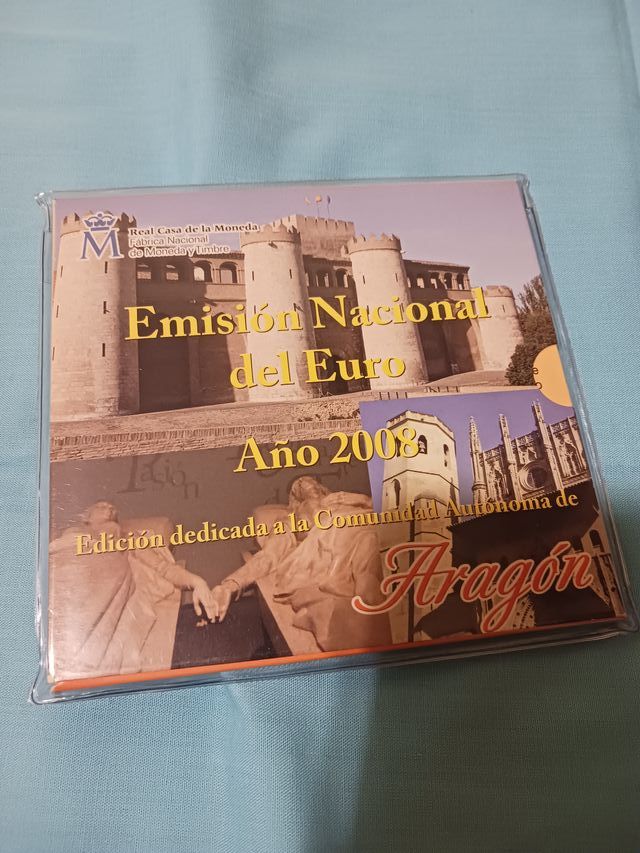 Real Casa de la Moneda
Fábrica Nacional
de Moneda y Timbre
M
Emisión Nacional
del Euro
Año 2008
Edición dedicada a la Comunidad Autónoma de
Aragón